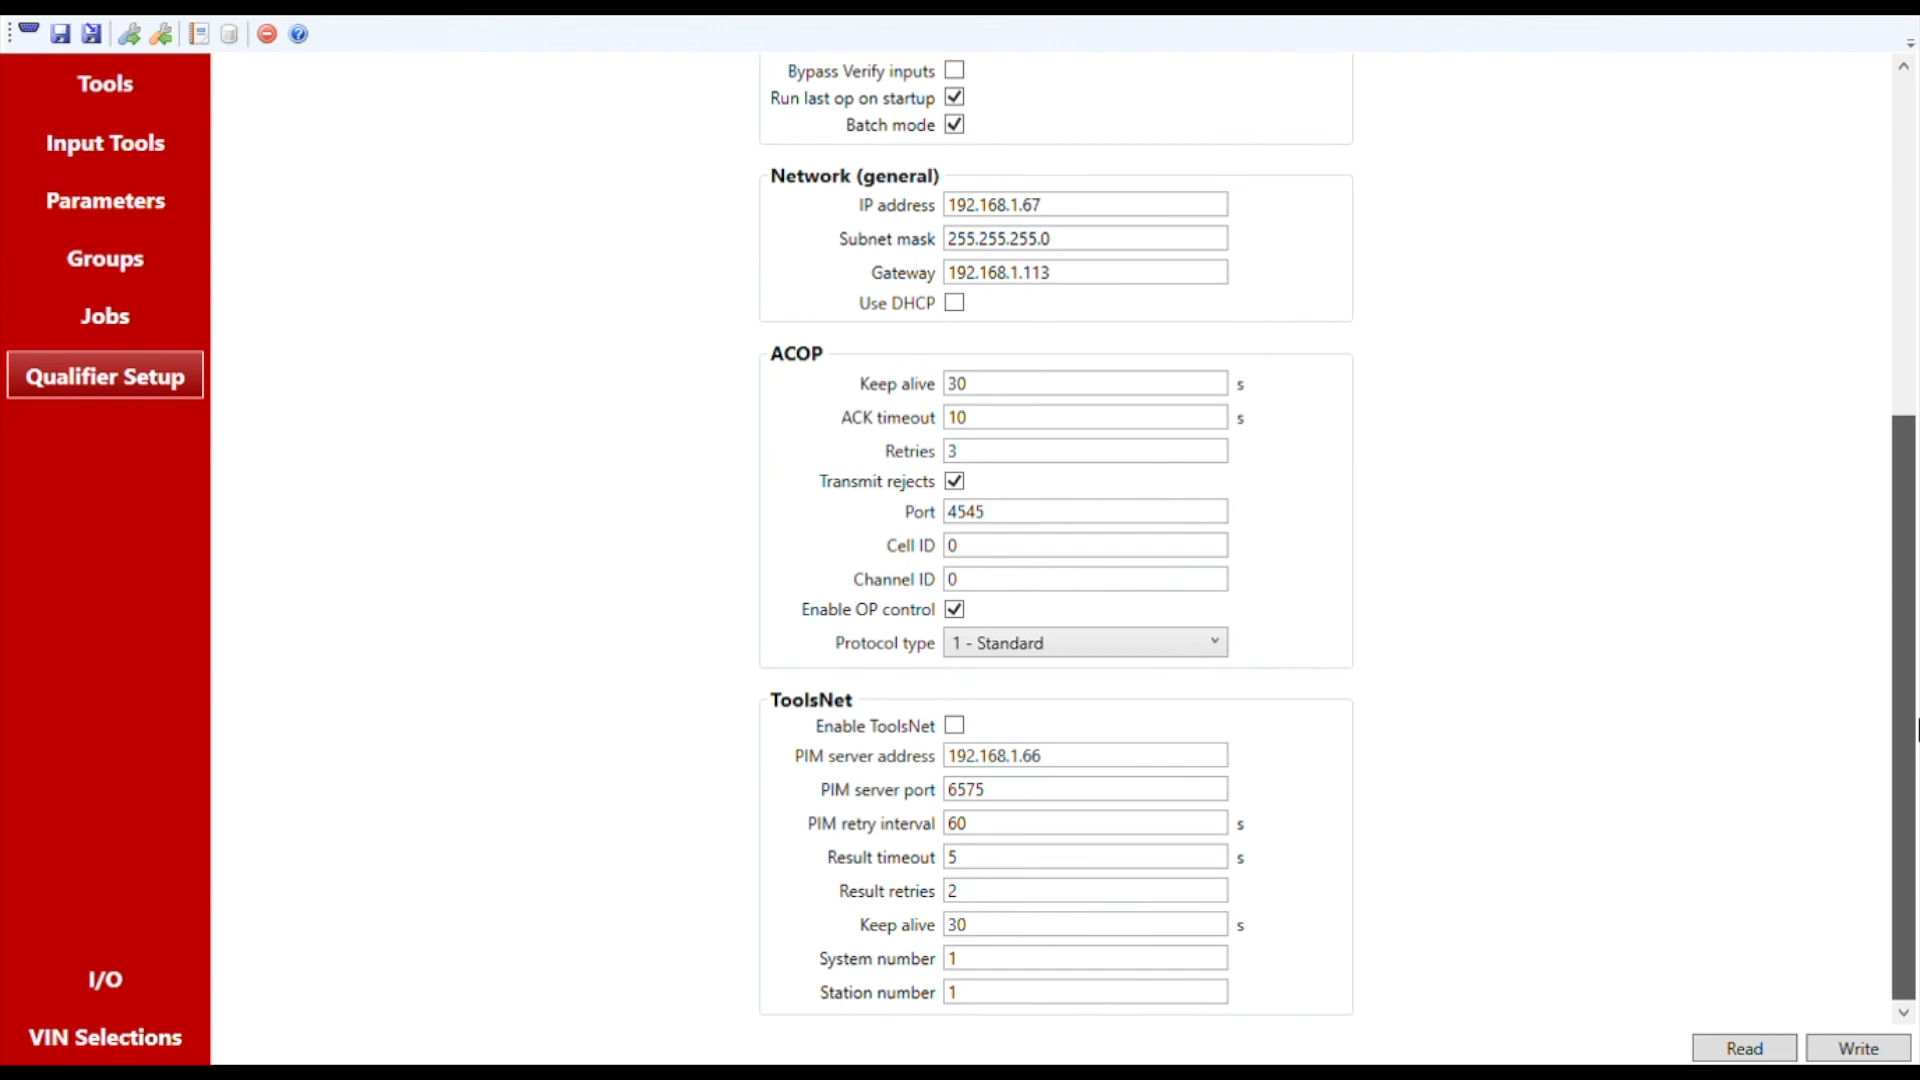 Tools
Input Tools
Parameters
Groups
Jobs
Qualifier Setup
I/O
VIN Selections
Bypass Verify inputs
Run last op on startup
Batch mode
Network (general)
IP address 192.168.1.67
Subnet mask 255.255.255.0
Gateway 192.168.1.113
Use DHCP
ACOP
Keep alive 30 s
ACK timeout 10 s
Retries 3
Transmit rejects
Port 4545
Cell ID 0
Channel ID 0
Enable OP control
Protocol type 1 - Standard
ToolsNet
Enable ToolsNet
PIM server address 192.168.1.66
PIM server port 6575
PIM retry interval 60 s
Result timeout 5 s
Result retries 2
Keep alive 30 s
System number 1
Station number 1
Read Write